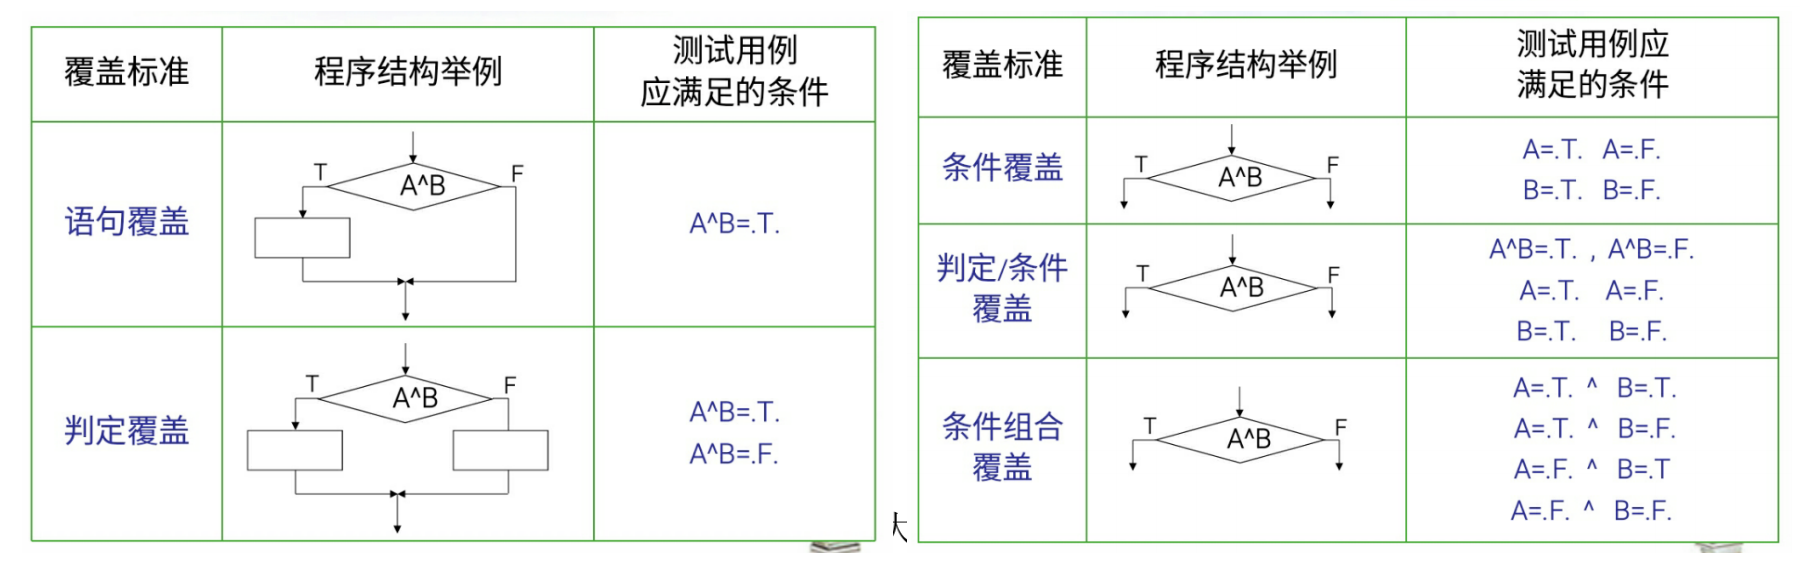 覆盖标准
程序结构举例
测试用例
应满足的条件
语句覆盖
T
F
A^B
A^B=.T.
判定覆盖
T
F
A^B
A^B=.T.
A^B=.F.
大
覆盖标准
程序结构举例
测试用例应
满足的条件
条件覆盖
T
F
A^B
A=.T. A=.F.
B=.T. B=.F.
判定/条件
覆盖
T
F
A^B
A^B=.T. , A^B=.F.
A=.T. A=.F.
B=.T. B=.F.
条件组合
覆盖
T
F
A^B
A=.T. ^ B=.T.
A=.T. ^ B=.F.
A=.F. ^ B=.T
A=.F. ^ B=.F.